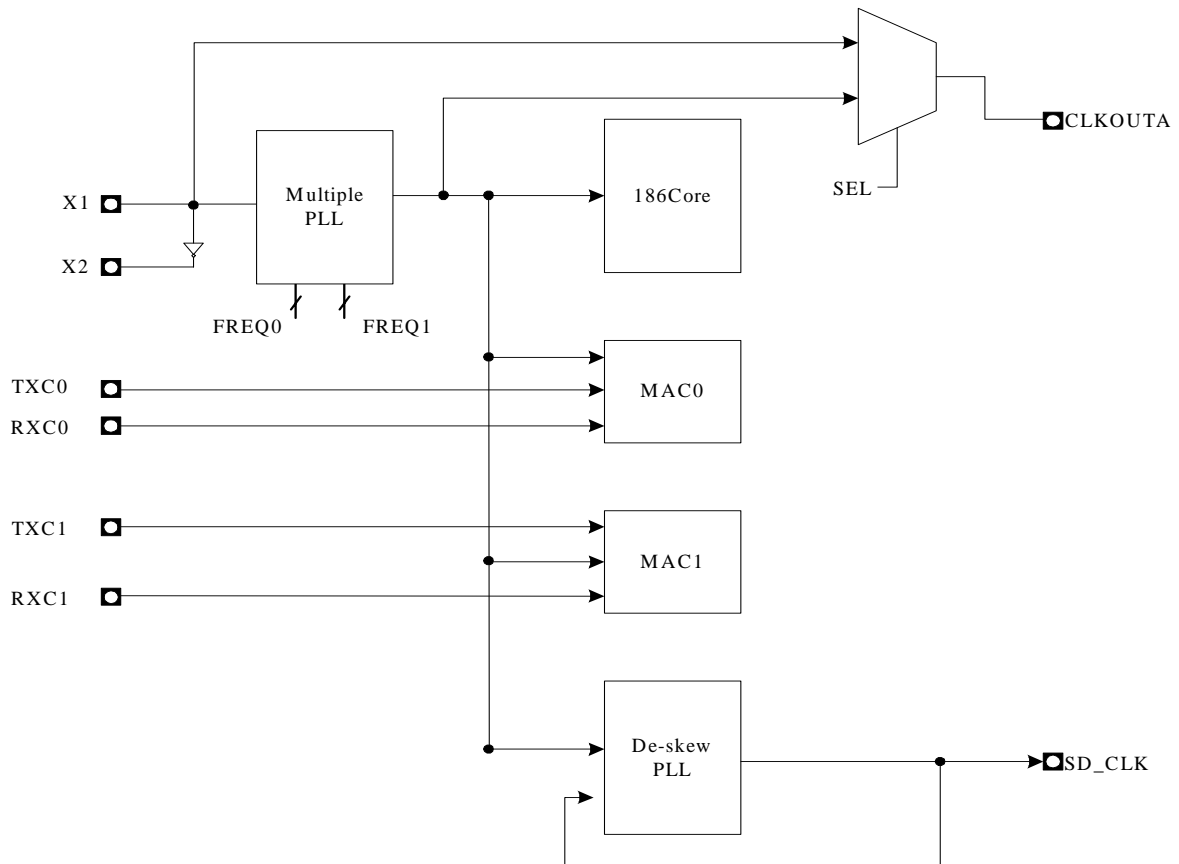 CLKOUTA
Multiple
PLL
186Core
SEL
X1
X2
FREQ0
FREQ1
TXC0
MAC0
RXC0
TXC1
MAC1
RXC1
De-skew
PLL
SD_CLK